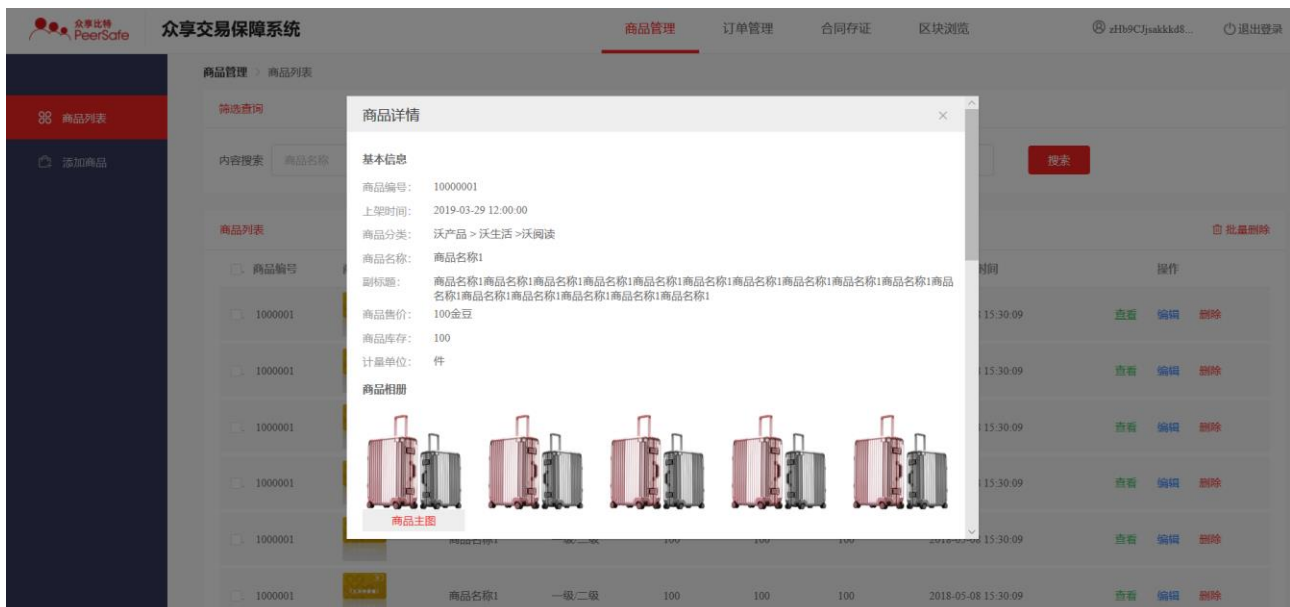 众享比特
PeerSafe
众享交易保障系统
商品管理
订单管理
合同存证
区块浏览
zHb9CJjsakkkd8...
退出登录
商品管理 > 商品列表
商品列表
添加商品
筛选查询
内容搜索
商品名称
搜索
商品列表
批量删除
商品编号
时间
操作
1000001
15:30:09
查看 编辑 删除
1000001
15:30:09
查看 编辑 删除
1000001
15:30:09
查看 编辑 删除
1000001
15:30:09
查看 编辑 删除
1000001 商品名称1 一级/二级 100 100 100 2018-05-08 15:30:09
查看 编辑 删除
1000001 商品名称1 一级/二级 100 100 100 2018-05-08 15:30:09
查看 编辑 删除
商品详情
基本信息
商品编号: 10000001
上架时间: 2019-03-29 12:00:00
商品分类: 沃产品 > 沃生活 >沃阅读
商品名称: 商品名称1
副标题: 商品名称1商品名称1商品名称1商品名称1商品名称1商品名称1商品名称1商品名称1商品名称1商品名称1商品
名称1商品名称1商品名称1商品名称1商品名称1商品名称1
商品售价: 100金豆
商品库存: 100
计量单位: 件
商品相册
商品主图